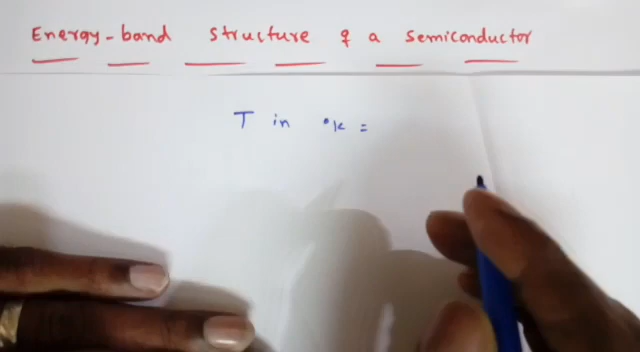 Energy-band structure of a semiconductor
T in °K =